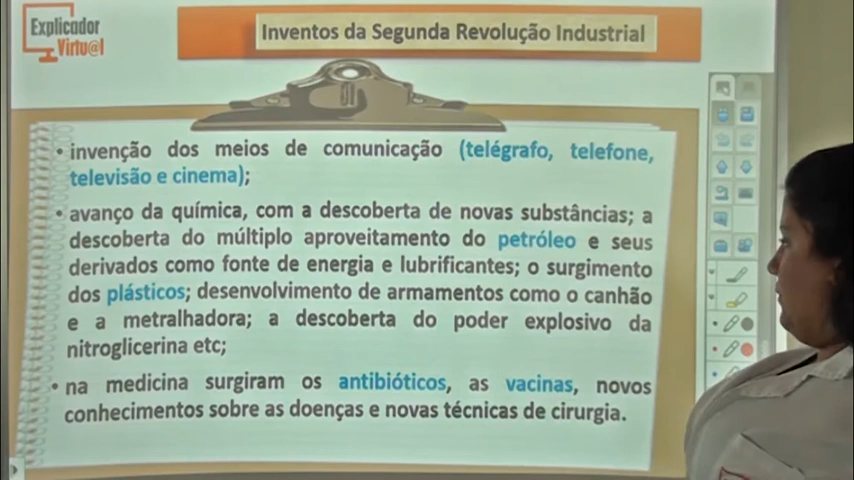 Explicador
Virtu@l
Inventos da Segunda Revolução Industrial
• invenção dos meios de comunicação (telégrafo, telefone,
televisão e cinema);
• avanço da química, com a descoberta de novas substâncias; a
descoberta do múltiplo aproveitamento do petróleo e seus
derivados como fonte de energia e lubrificantes; o surgimento
dos plásticos; desenvolvimento de armamentos como o canhão
e a metralhadora; a descoberta do poder explosivo da
nitroglicerina etc;
• na medicina surgiram os antibióticos, as vacinas, novos
conhecimentos sobre as doenças e novas técnicas de cirurgia.